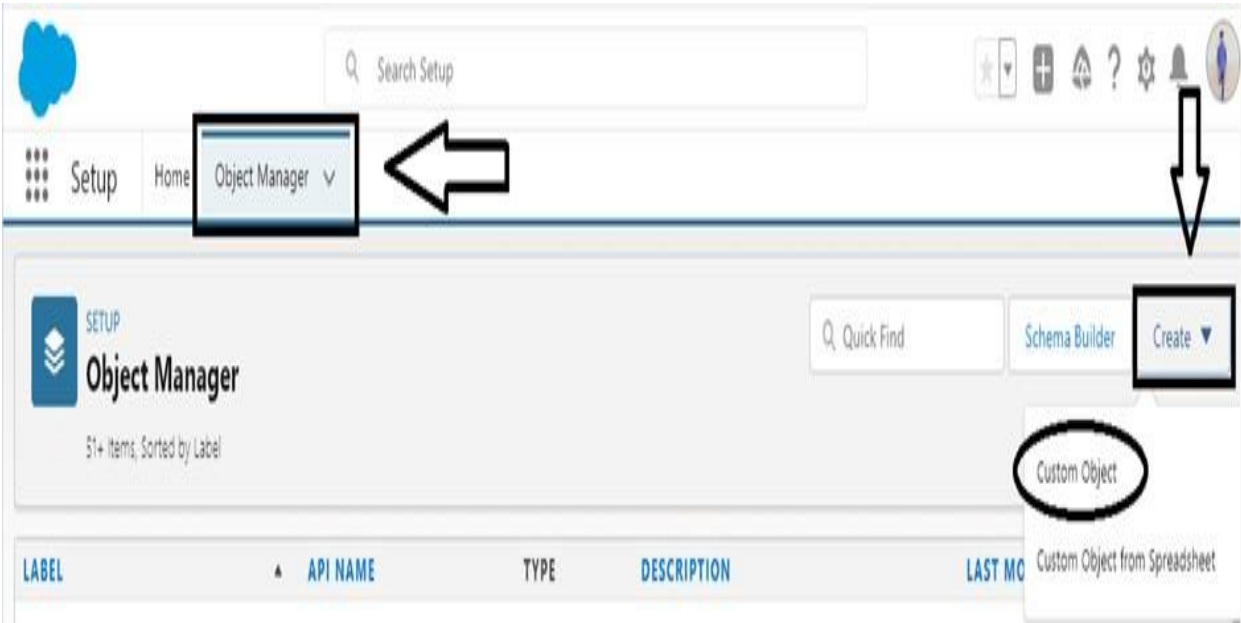 Search Setup
Setup Home Object Manager
SETUP
Object Manager
51+ Items, Sorted by Label
Quick Find Schema Builder Create
Custom Object
Custom Object from Spreadsheet
LABEL API NAME TYPE DESCRIPTION LAST MO